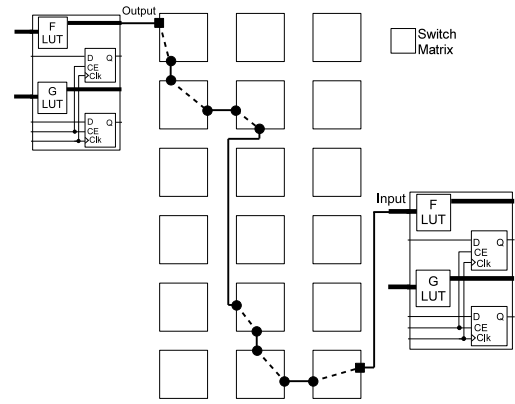 Output
F
LUT
D Q
CE
Clk
G
LUT
D Q
CE
Clk
Switch
Matrix
Input
F
LUT
D Q
CE
Clk
G
LUT
D Q
CE
Clk